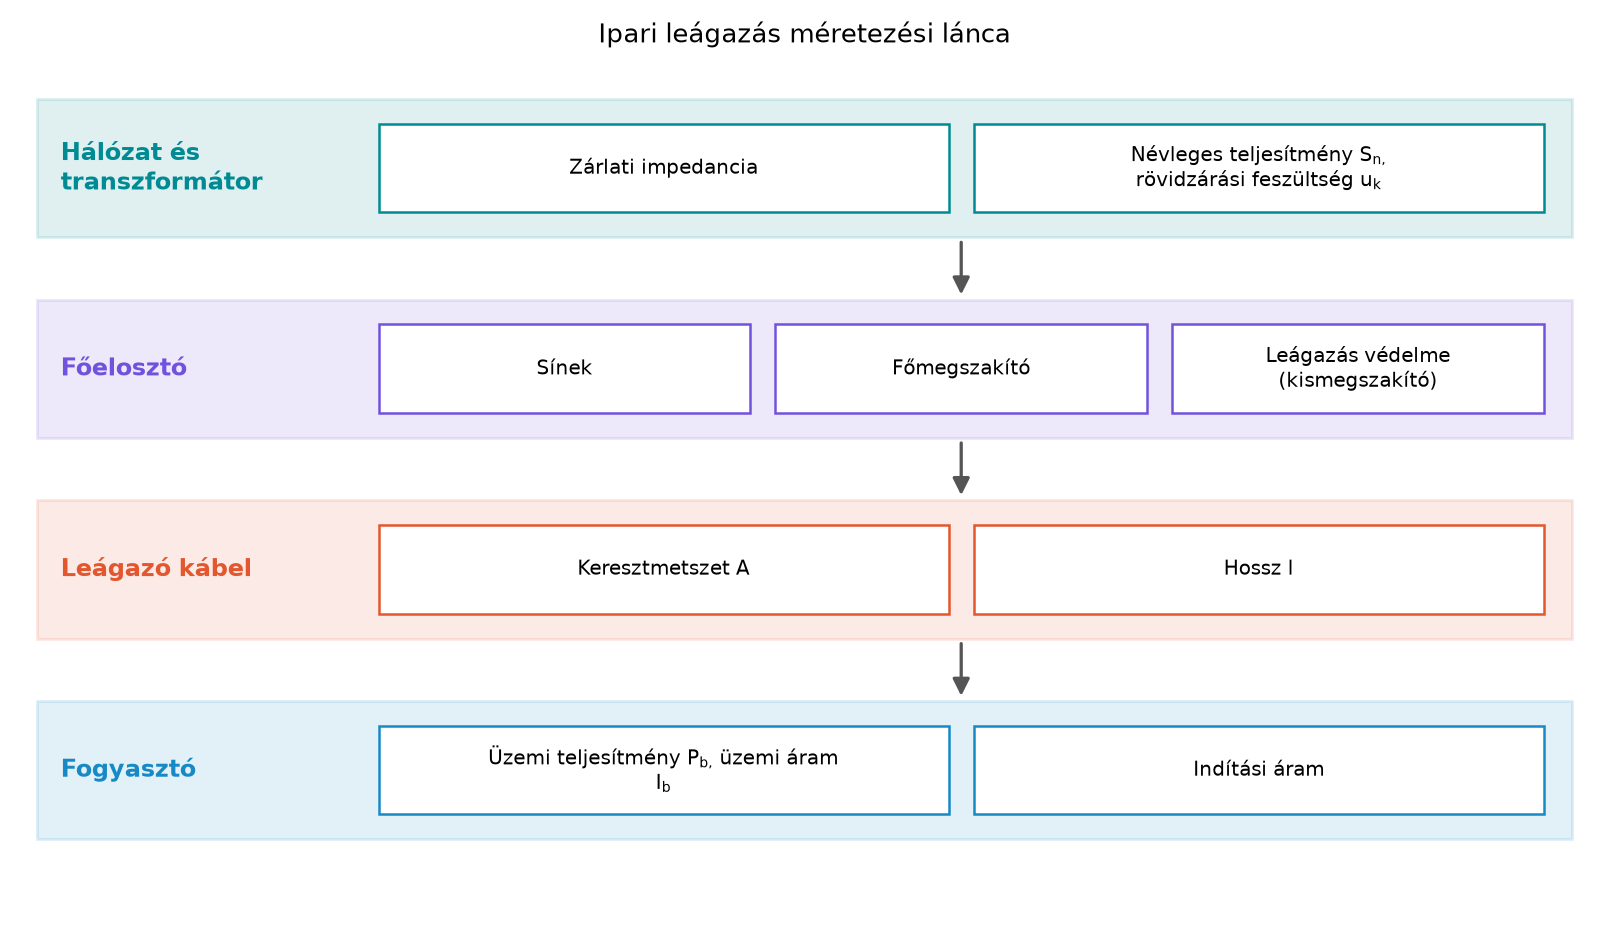 Ipari leágazás méretezési lánca
Hálózat és
transzformátor
Zárlati impedancia
Névleges teljesítmény Sn,
rövidzárási feszültség uk
Főelosztó
Sínek
Főmegszakító
Leágazás védelme
(kismegszakító)
Leágazó kábel
Keresztmetszet A
Hossz l
Fogyasztó
Üzemi teljesítmény Pb, üzemi áram
Ib
Indítási áram